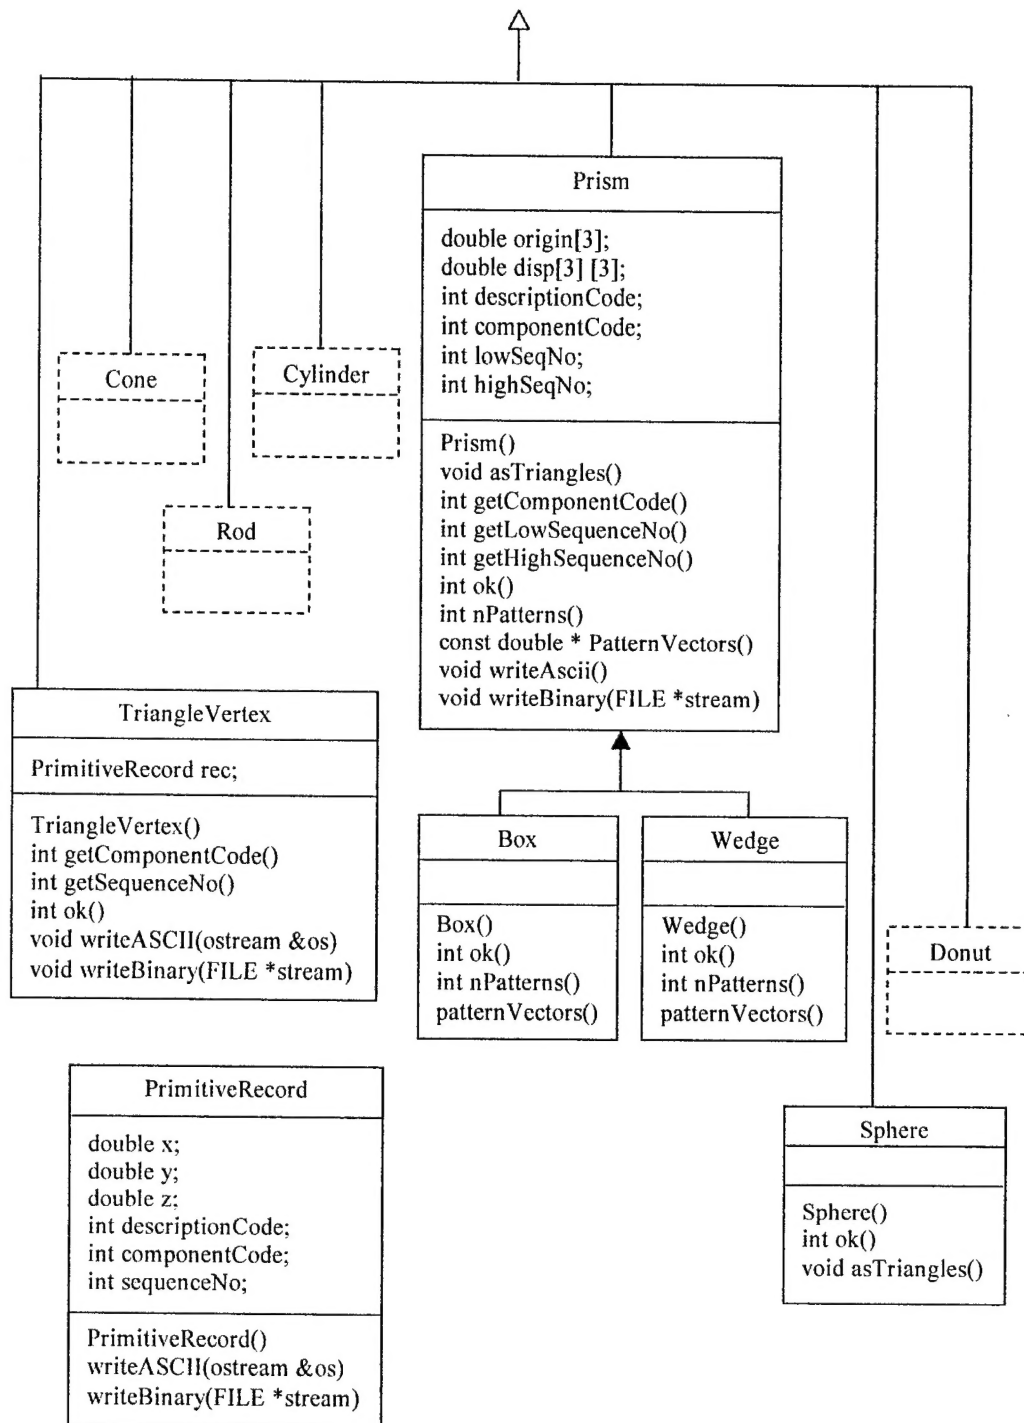 Prism
double origin[3];
double disp[3] [3];
int descriptionCode;
int componentCode;
int lowSeqNo;
int highSeqNo;
Prism()
void asTriangles()
int getComponentCode()
int getLowSequenceNo()
int getHighSequenceNo()
int ok()
int nPatterns()
const double * PatternVectors()
void writeAscii()
void writeBinary(FILE *stream)
Cone
Cylinder
Rod
TriangleVertex
PrimitiveRecord rec;
TriangleVertex()
int getComponentCode()
int getSequenceNo()
int ok()
void writeASCII(ostream &os)
void writeBinary(FILE *stream)
Box
Box()
int ok()
int nPatterns()
patternVectors()
Wedge
Wedge()
int ok()
int nPatterns()
patternVectors()
Donut
PrimitiveRecord
double x;
double y;
double z;
int descriptionCode;
int componentCode;
int sequenceNo;
PrimitiveRecord()
writeASCII(ostream &os)
writeBinary(FILE *stream)
Sphere
Sphere()
int ok()
void asTriangles()